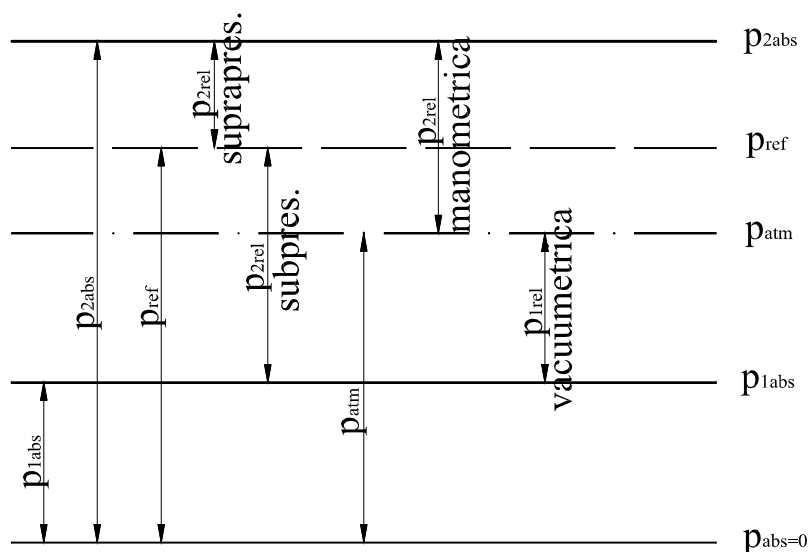 p2abs
pref
patm
p1abs
pabs=0
p1abs
p2abs
pref
p2rel
suprapres.
p2rel
subpres.
patm
p2rel
manometrica
p1rel
vacuumetrica